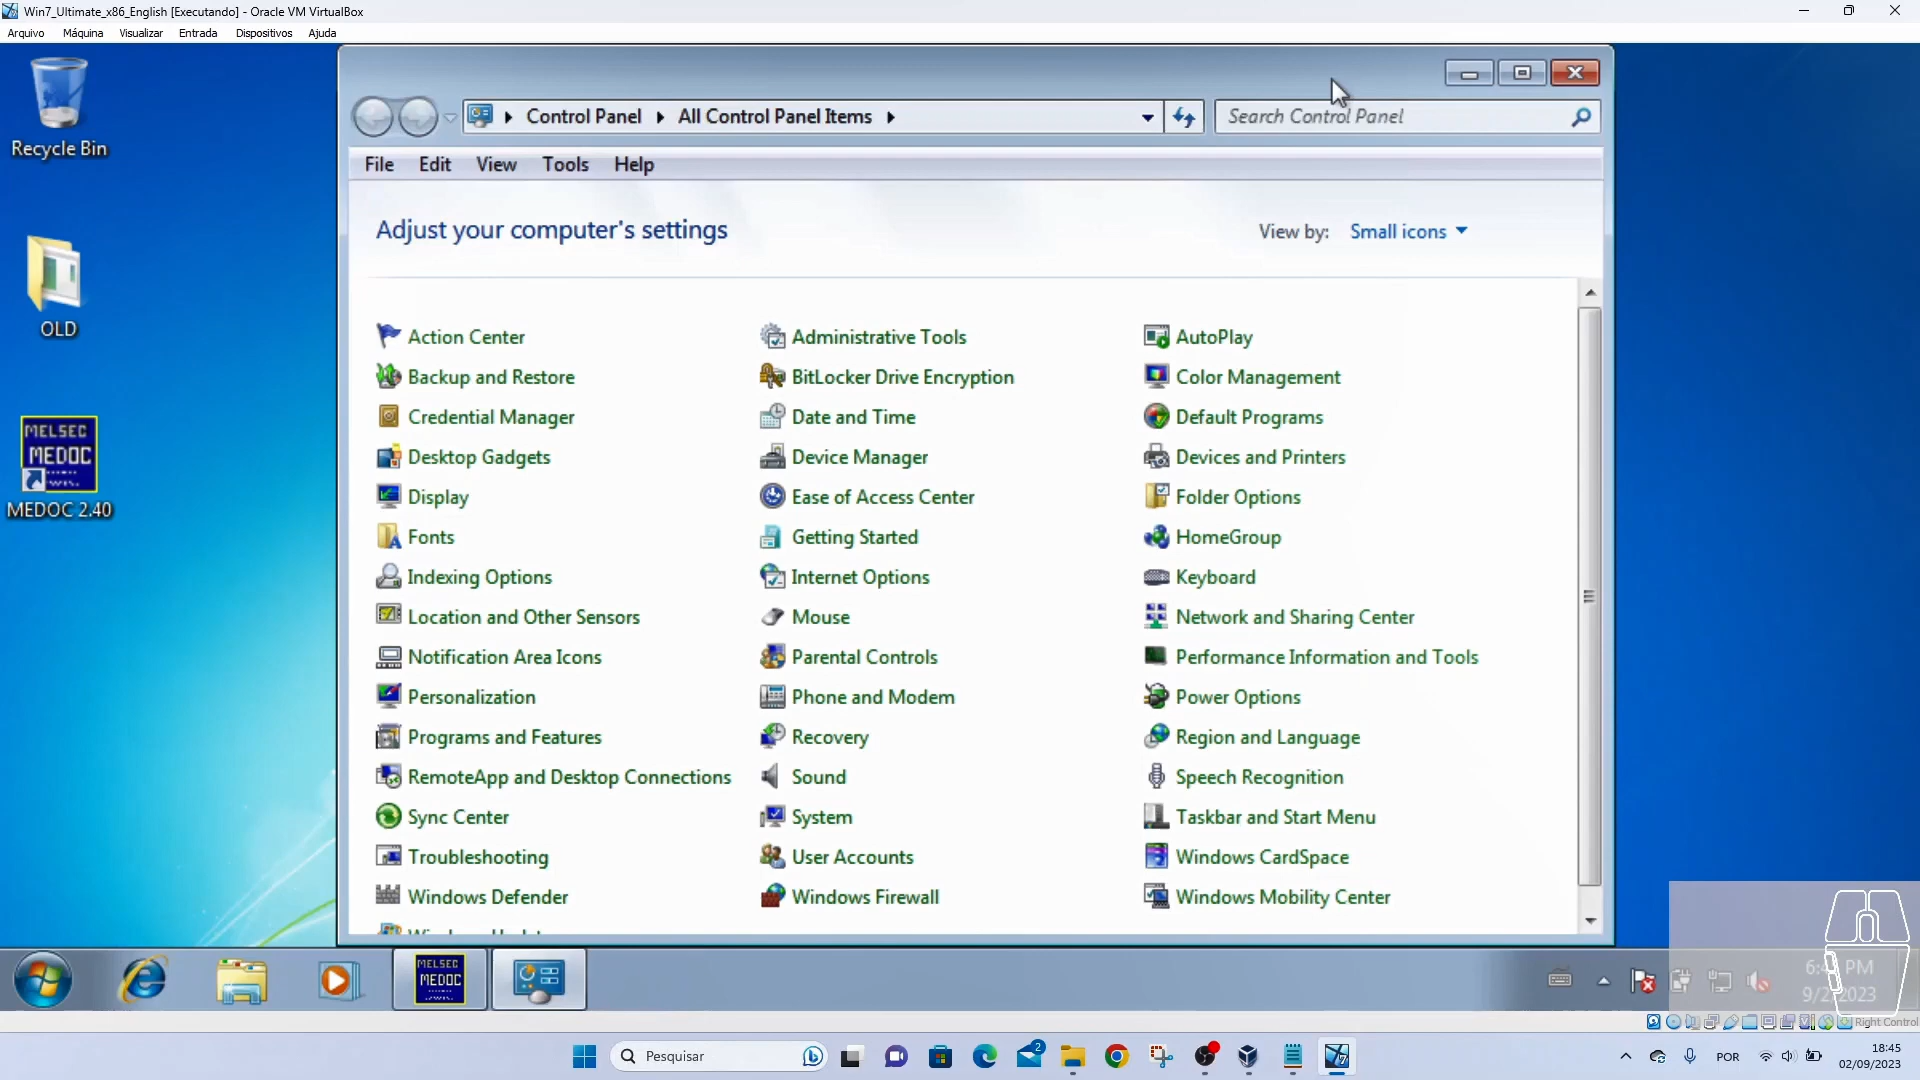 Win7_Ultimate_x86_English [Executando] - Oracle VM VirtualBox
Arquivo Máquina Visualizar Entrada Dispositivos Ajuda
Recycle Bin
OLD
MELSEC
MEDOC
MEDOC 2.40
Control Panel All Control Panel Items
Search Control Panel
File Edit View Tools Help
Adjust your computer's settings
View by: Small icons
Action Center Administrative Tools AutoPlay
Backup and Restore BitLocker Drive Encryption Color Management
Credential Manager Date and Time Default Programs
Desktop Gadgets Device Manager Devices and Printers
Display Ease of Access Center Folder Options
Fonts Getting Started HomeGroup
Indexing Options Internet Options Keyboard
Location and Other Sensors Mouse Network and Sharing Center
Notification Area Icons Parental Controls Performance Information and Tools
Personalization Phone and Modem Power Options
Programs and Features Recovery Region and Language
RemoteApp and Desktop Connections Sound Speech Recognition
Sync Center System Taskbar and Start Menu
Troubleshooting User Accounts Windows CardSpace
Windows Defender Windows Firewall Windows Mobility Center
MELSEC
MEDOC
PM
Right Control
Pesquisar
2
POR
18:45
02/09/2023